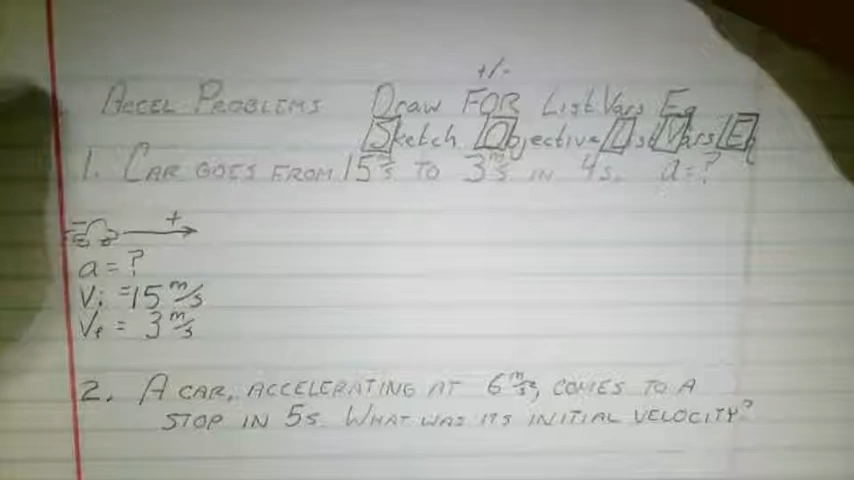 +/-
ACCEL PROBLEMS Draw FOR List Vars Eq
Sketch Objective List Vars Eq
1. CAR GOES FROM 15 m/s TO 3 m/s IN 4s. a=?
+
a = ?
Vi = 15 m/s
Vf = 3 m/s
2. A CAR, ACCELERATING AT 6 m/s², COMES TO A
STOP IN 5s. WHAT WAS ITS INITIAL VELOCITY?